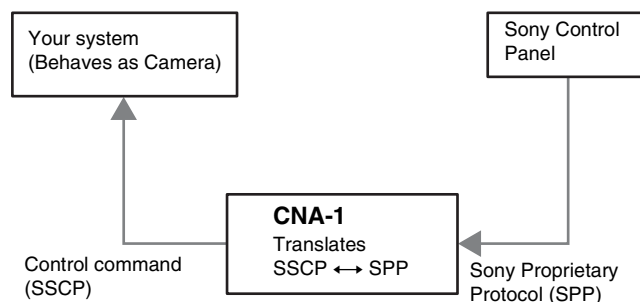 Your system
(Behaves as Camera)
Sony Control
Panel
CNA-1
Translates
SSCP ↔ SPP
Control command
(SSCP)
Sony Proprietary
Protocol (SPP)